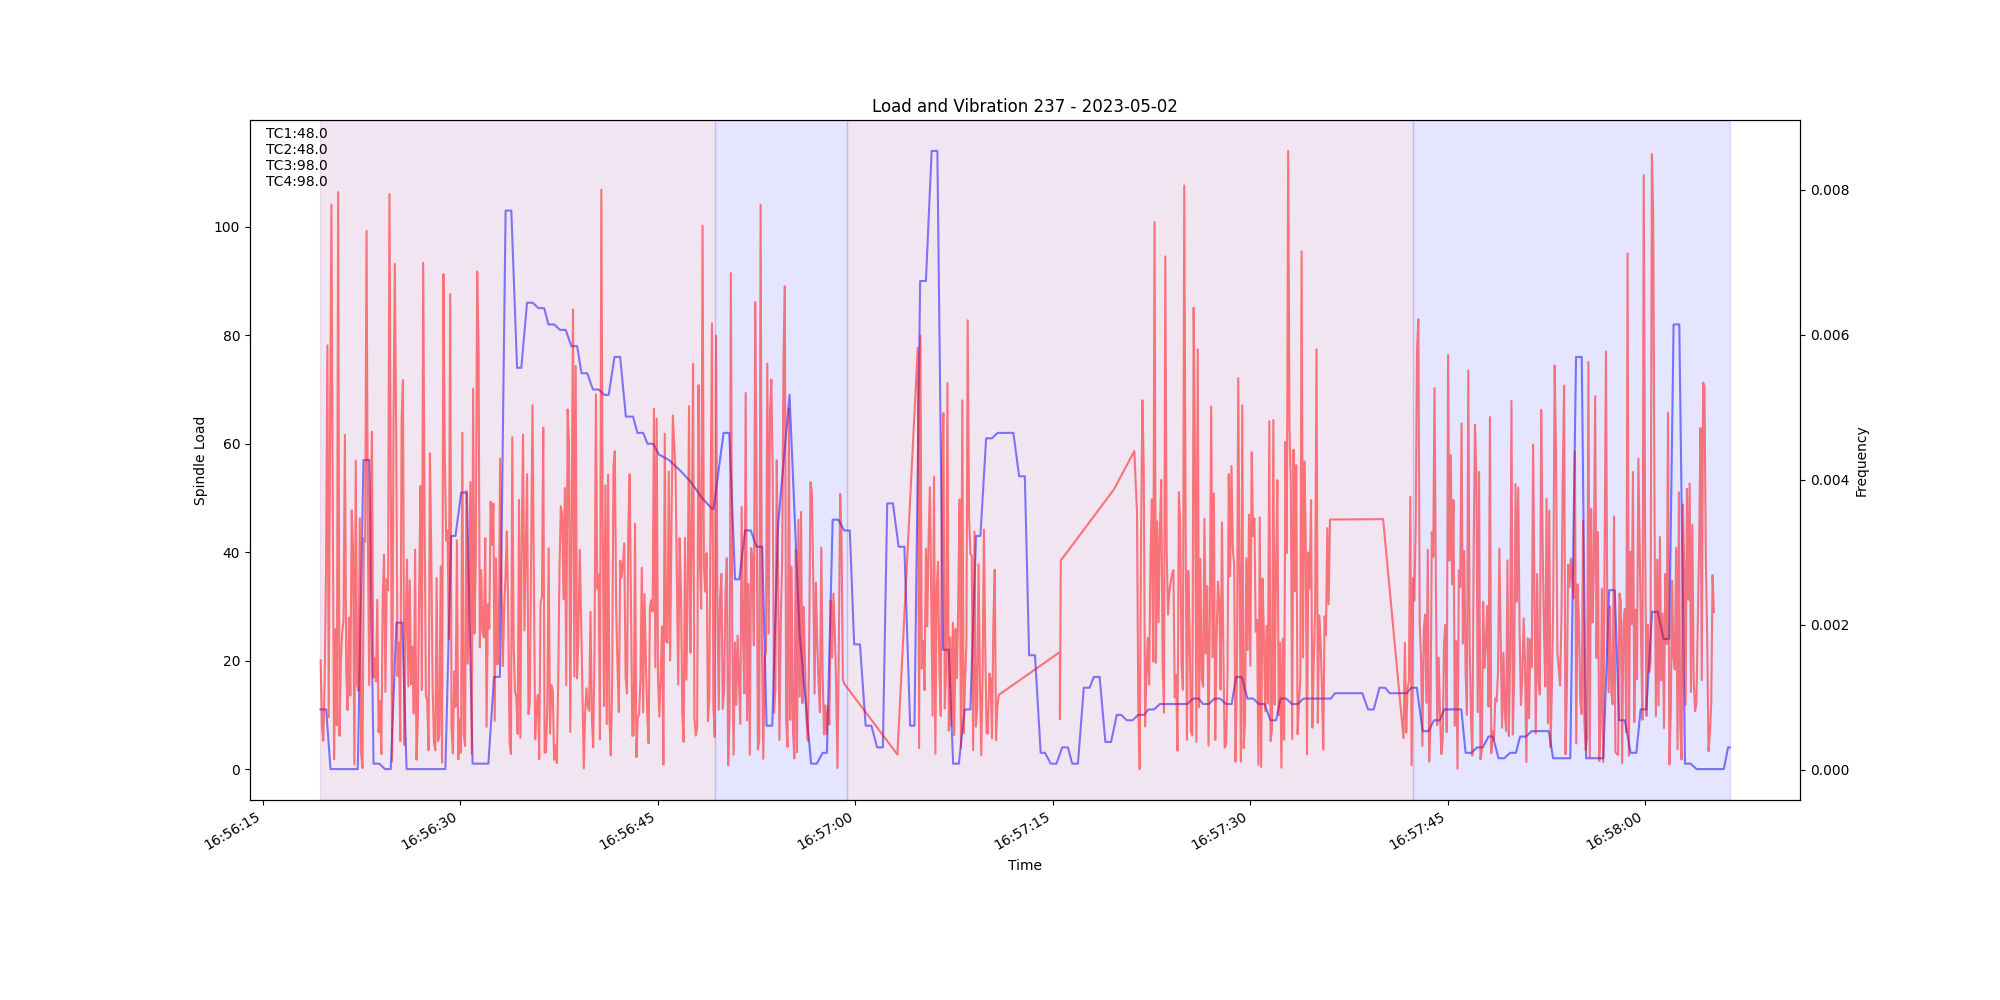 Load and Vibration 237 - 2023-05-02
TC1:48.0
TC2:48.0
TC3:98.0
TC4:98.0
100
80
60
40
20
0
Spindle Load
0.008
0.006
0.004
0.002
0.000
Frequency
16:56:15
16:56:30
16:56:45
16:57:00
16:57:15
16:57:30
16:57:45
16:58:00
Time